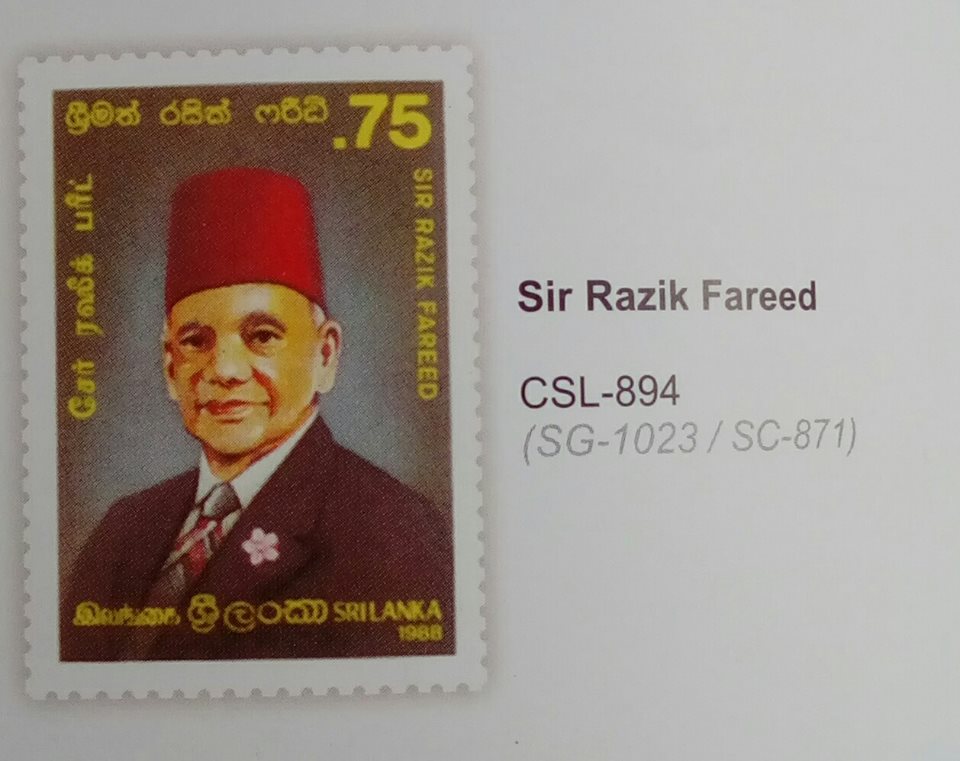 ශ්‍රීමත් රසික් ෆරීඩ් .75
சேர் ரஸீக் பரீட்
SIR RAZIK FAREED
இலங்கை ශ්‍රී ලංකා SRI LANKA
1988
Sir Razik Fareed
CSL-894
(SG-1023 / SC-871)